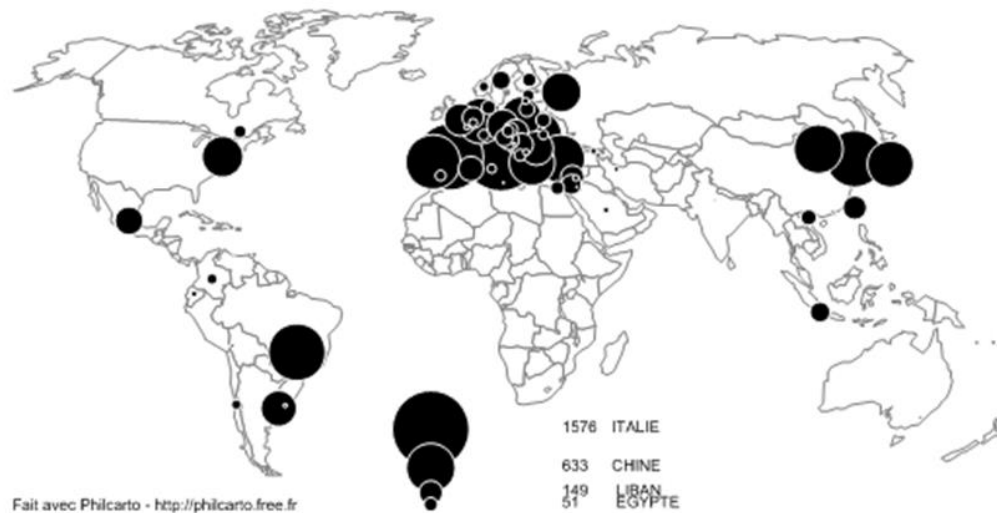 1576 ITALIE
633 CHINE
149 LIBAN
51 EGYPTE
Fait avec Philcarto - http://philcarto.free.fr